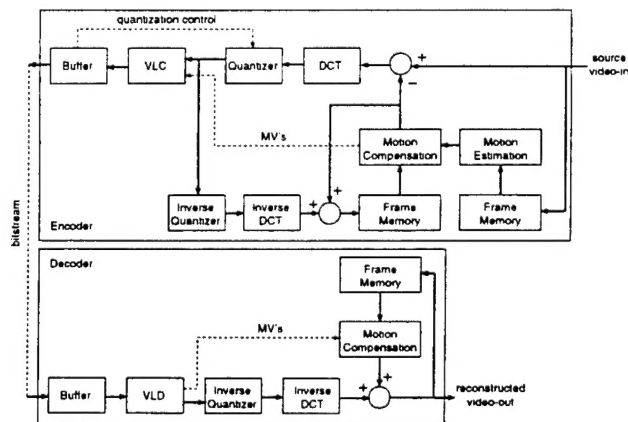 quantization control
Buffer
VLC
Quantizer
DCT
+
−
source
video-in
MV's
Motion
Compensation
Motion
Estimation
Inverse
Quantizer
Inverse
DCT
+
+
Frame
Memory
Frame
Memory
Encoder
bitstream
Decoder
Frame
Memory
MV's
Motion
Compensation
Buffer
VLD
Inverse
Quantizer
Inverse
DCT
+
+
reconstructed
video-out